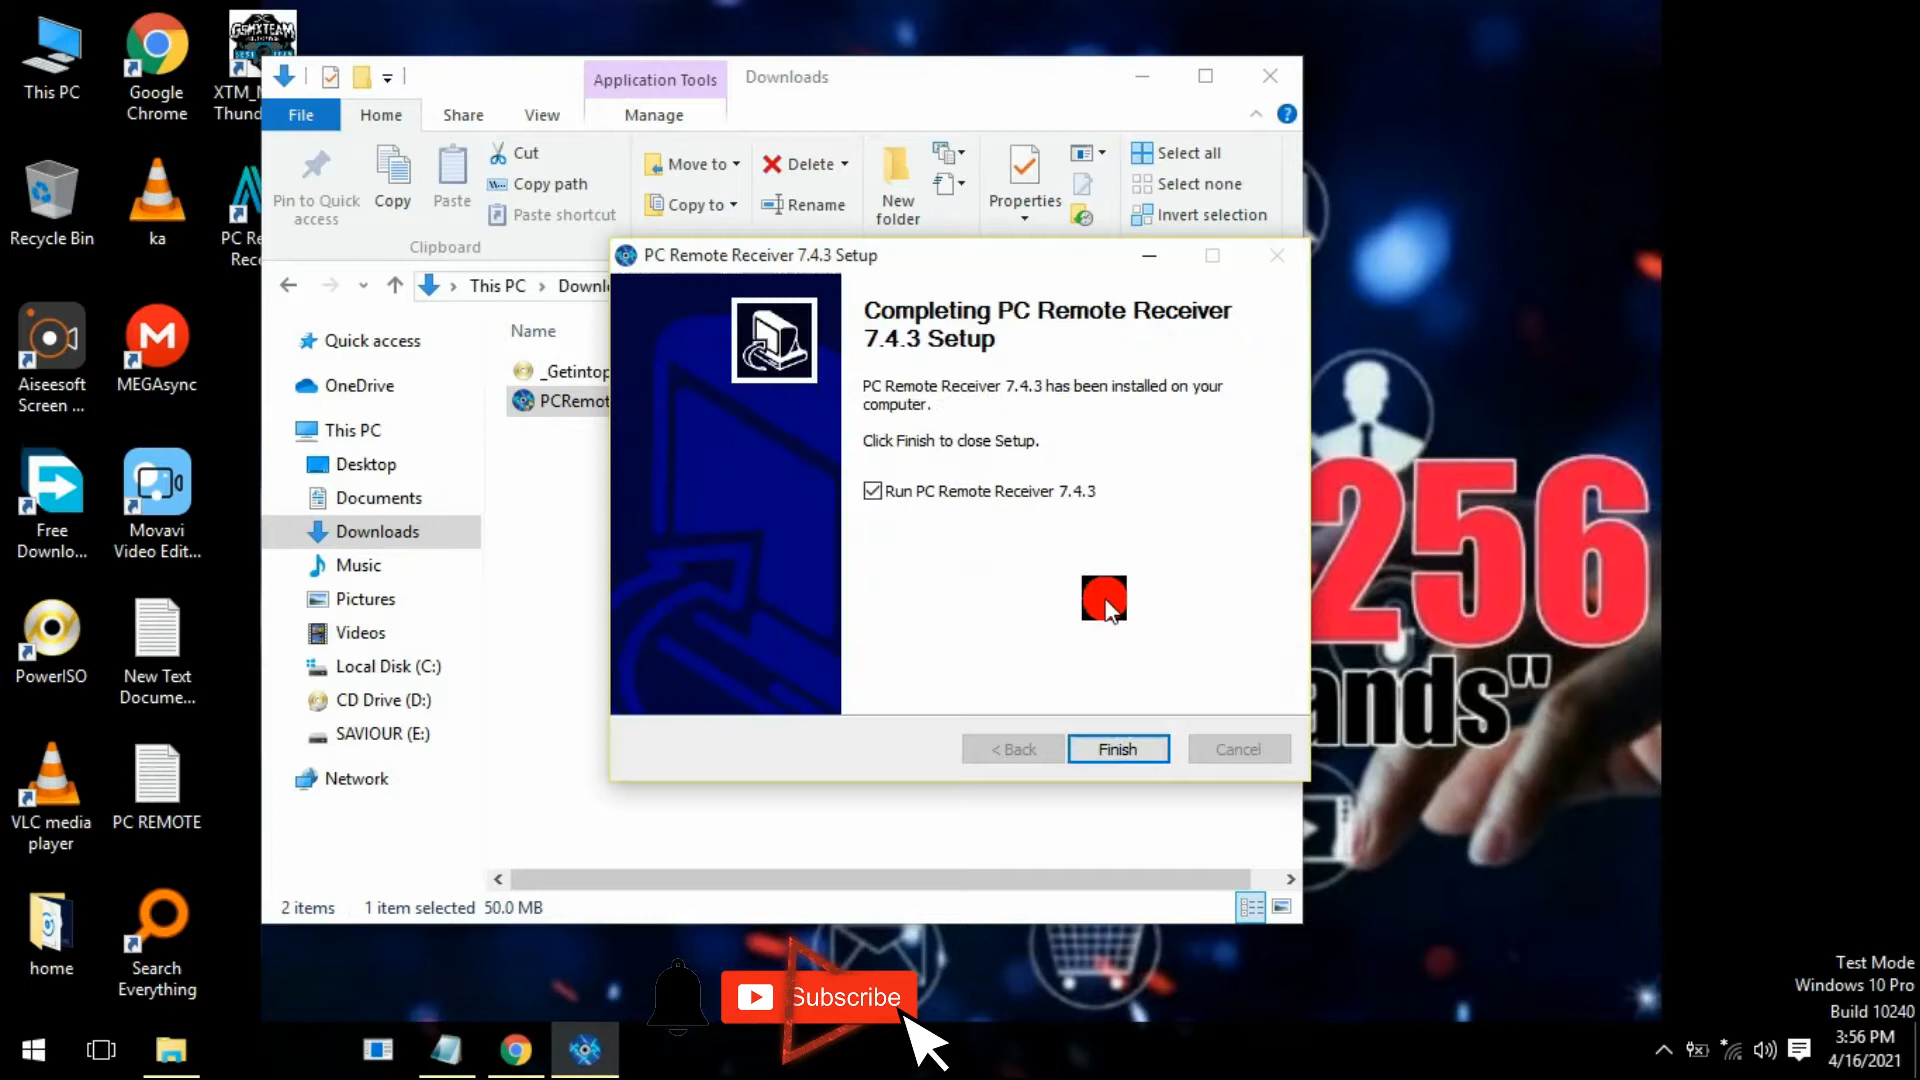 This PC
Google
Chrome
XTM_
Thund
Recycle Bin
ka
PC Re
Rece
Aiseesoft
Screen ...
MEGAsync
Free
Downlo...
Movavi
Video Edit...
PowerISO
New Text
Docume...
VLC media
player
PC REMOTE
home
Search
Everything
Application Tools
Downloads
File
Home
Share
View
Manage
Pin to Quick
access
Copy
Paste
Cut
Copy path
Paste shortcut
Clipboard
Move to
Copy to
Delete
Rename
New
folder
Properties
Select all
Select none
Invert selection
This PC > Downl
Name
_Getintop
PCRemot
Quick access
OneDrive
This PC
Desktop
Documents
Downloads
Music
Pictures
Videos
Local Disk (C:)
CD Drive (D:)
SAVIOUR (E:)
Network
2 items
1 item selected 50.0 MB
PC Remote Receiver 7.4.3 Setup
Completing PC Remote Receiver
7.4.3 Setup
PC Remote Receiver 7.4.3 has been installed on your
computer.
Click Finish to close Setup.
Run PC Remote Receiver 7.4.3
< Back
Finish
Cancel
256
ands"
Subscribe
Test Mode
Windows 10 Pro
Build 10240
3:56 PM
4/16/2021